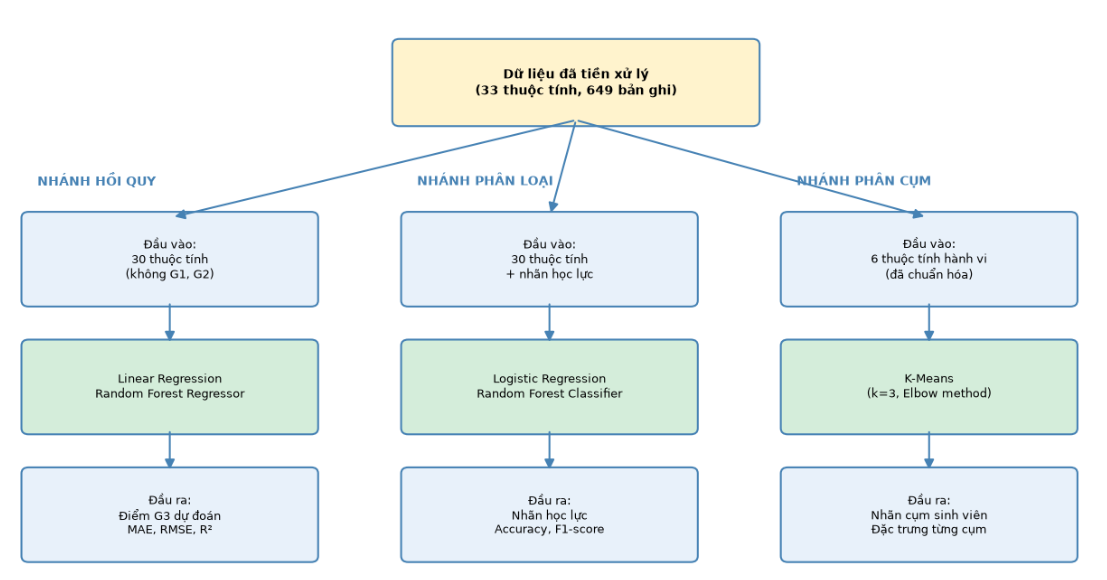 Dữ liệu đã tiền xử lý
(33 thuộc tính, 649 bản ghi)
NHÁNH HỒI QUY
NHÁNH PHÂN LOẠI
NHÁNH PHÂN CỤM
Đầu vào:
30 thuộc tính
(không G1, G2)
Đầu vào:
30 thuộc tính
+ nhãn học lực
Đầu vào:
6 thuộc tính hành vi
(đã chuẩn hóa)
Linear Regression
Random Forest Regressor
Logistic Regression
Random Forest Classifier
K-Means
(k=3, Elbow method)
Đầu ra:
Điểm G3 dự đoán
MAE, RMSE, R²
Đầu ra:
Nhãn học lực
Accuracy, F1-score
Đầu ra:
Nhãn cụm sinh viên
Đặc trưng từng cụm